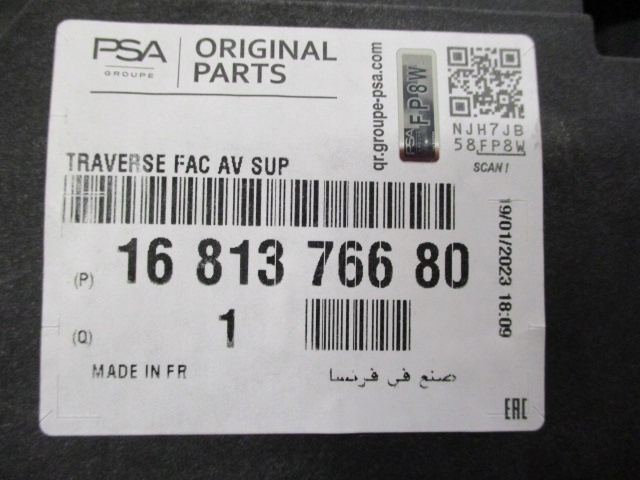 PSA
GROUPE
ORIGINAL
PARTS
qr.groupe-psa.com
PSA FP8W
NJH7JB
58FP8W
SCAN !
TRAVERSE FAC AV SUP
(P) 16 813 766 80
19/01/2023 18:09
(Q) 1
MADE IN FR
صنع في فرنسا
EAC